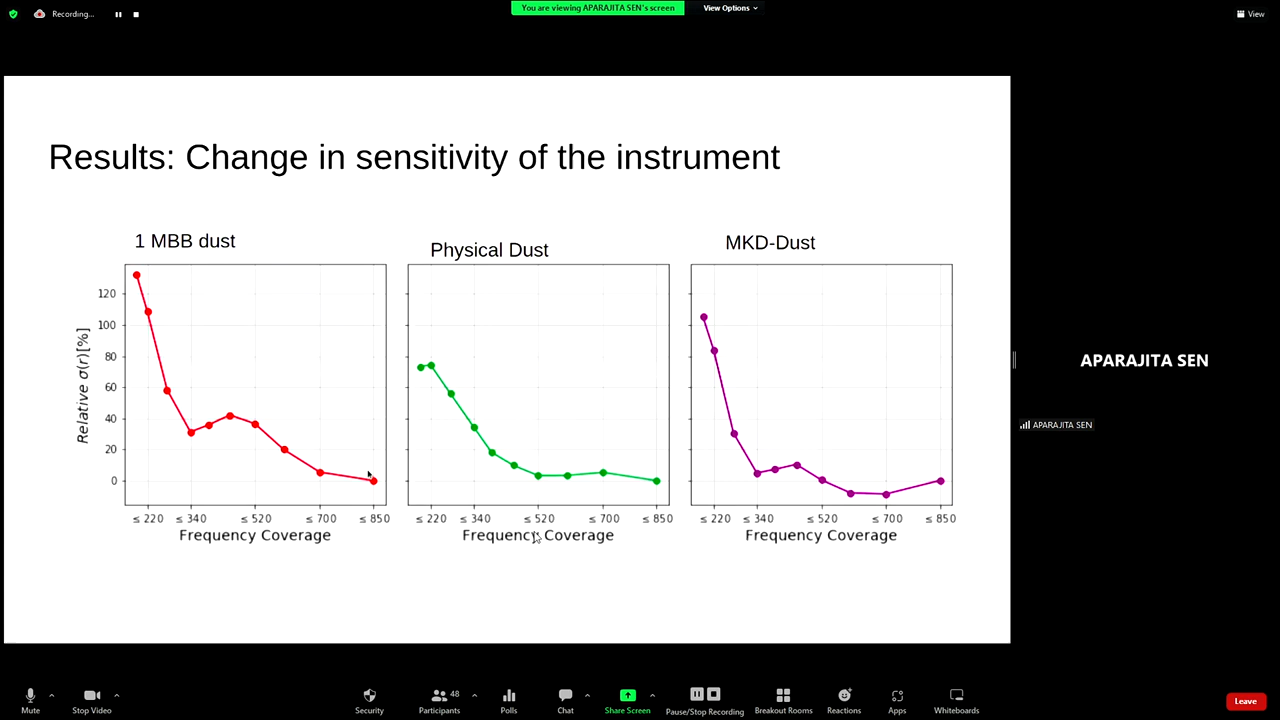 Recording...
You are viewing APARAJITA SEN's screen
View Options
View
Results: Change in sensitivity of the instrument
1 MBB dust
Physical Dust
MKD-Dust
Relative σ(r)[%]
120
100
80
60
40
20
0
≤ 220 ≤ 340 ≤ 520 ≤ 700 ≤ 850
≤ 220 ≤ 340 ≤ 520 ≤ 700 ≤ 850
≤ 220 ≤ 340 ≤ 520 ≤ 700 ≤ 850
Frequency Coverage
Frequency Coverage
Frequency Coverage
APARAJITA SEN
APARAJITA SEN
Mute
Stop Video
Security
48
Participants
Polls
Chat
Share Screen
Pause/Stop Recording
Breakout Rooms
Reactions
Apps
Whiteboards
Leave